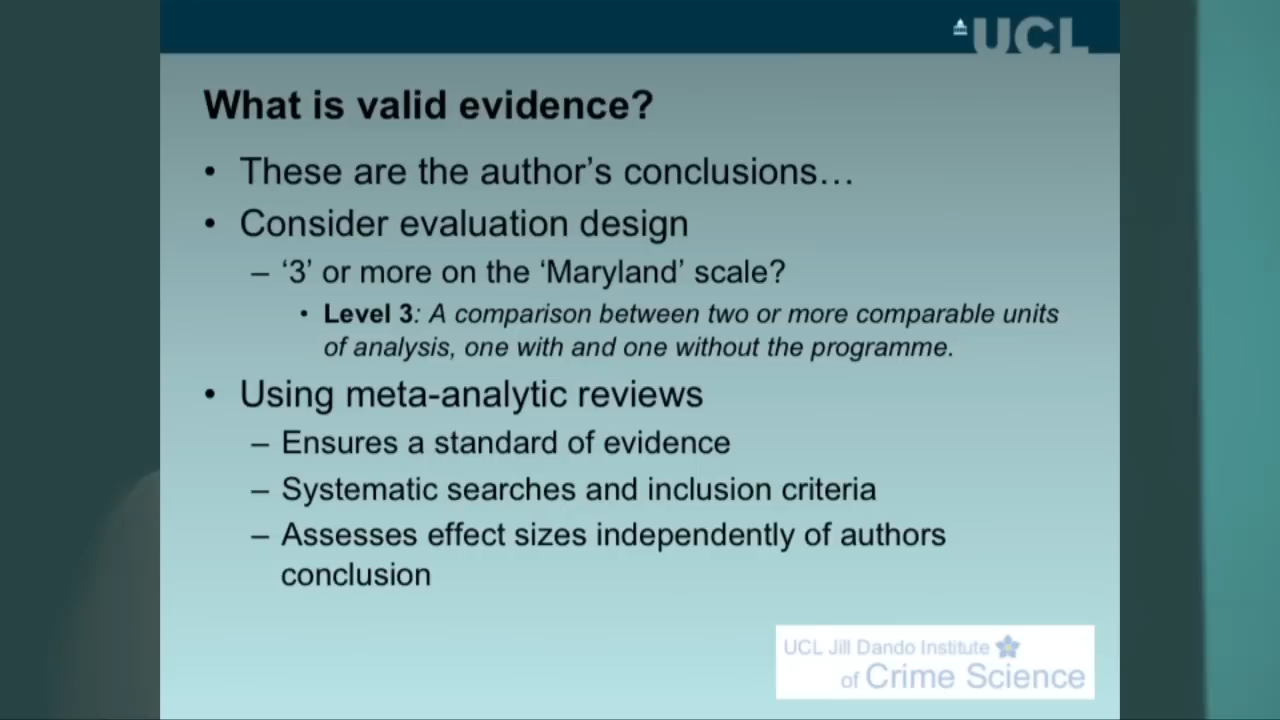 UCL
What is valid evidence?
• These are the author’s conclusions…
• Consider evaluation design
– ‘3’ or more on the ‘Maryland’ scale?
• Level 3: A comparison between two or more comparable units
of analysis, one with and one without the programme.
• Using meta-analytic reviews
– Ensures a standard of evidence
– Systematic searches and inclusion criteria
– Assesses effect sizes independently of authors
conclusion
UCL Jill Dando Institute
of Crime Science